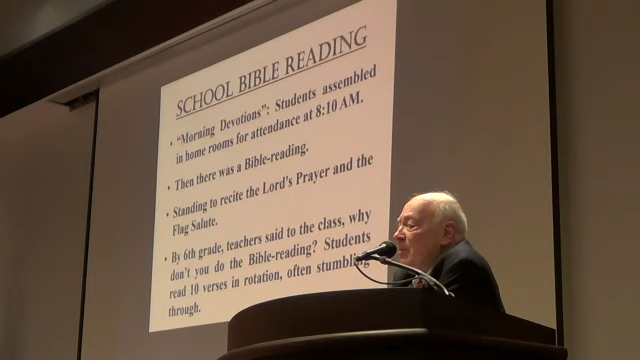 SCHOOL BIBLE READING
• "Morning Devotions": Students assembled
in home rooms for attendance at 8:10 AM.
• Then there was a Bible-reading.
• Standing to recite the Lord's Prayer and the
Flag Salute.
• By 6th grade, teachers said to the class, why
don't you do the Bible-reading? Students
read 10 verses in rotation, often stumbling
through.